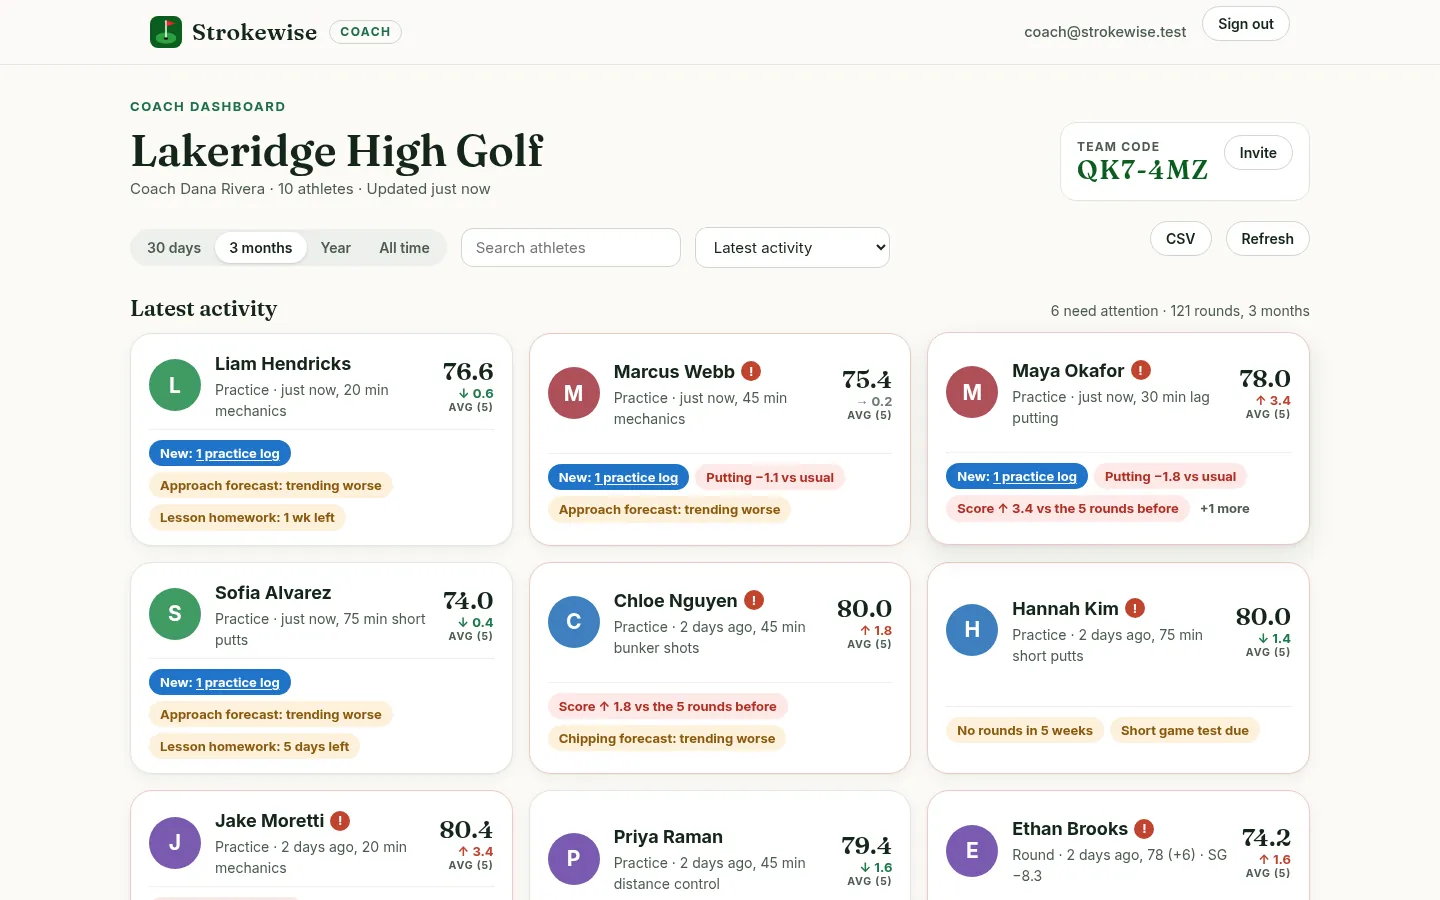 Strokewise
COACH
coach@strokewise.test
Sign out
COACH DASHBOARD
Lakeridge High Golf
Coach Dana Rivera · 10 athletes · Updated just now
TEAM CODE
QK7-4MZ
Invite
30 days
3 months
Year
All time
Search athletes
Latest activity
CSV
Refresh
Latest activity
6 need attention · 121 rounds, 3 months
L
Liam Hendricks
Practice · just now, 20 min
mechanics
76.6
↓ 0.6
AVG (5)
New: 1 practice log
Approach forecast: trending worse
Lesson homework: 1 wk left
M
Marcus Webb !
Practice · just now, 45 min
mechanics
75.4
→ 0.2
AVG (5)
New: 1 practice log
Putting −1.1 vs usual
Approach forecast: trending worse
M
Maya Okafor !
Practice · just now, 30 min lag
putting
78.0
↑ 3.4
AVG (5)
New: 1 practice log
Putting −1.8 vs usual
Score ↑ 3.4 vs the 5 rounds before
+1 more
S
Sofia Alvarez
Practice · just now, 75 min short
putts
74.0
↓ 0.4
AVG (5)
New: 1 practice log
Approach forecast: trending worse
Lesson homework: 5 days left
C
Chloe Nguyen !
Practice · 2 days ago, 45 min
bunker shots
80.0
↑ 1.8
AVG (5)
Score ↑ 1.8 vs the 5 rounds before
Chipping forecast: trending worse
H
Hannah Kim !
Practice · 2 days ago, 75 min
short putts
80.0
↓ 1.4
AVG (5)
No rounds in 5 weeks
Short game test due
J
Jake Moretti !
Practice · 2 days ago, 20 min
mechanics
80.4
↑ 3.4
AVG (5)
P
Priya Raman
Practice · 2 days ago, 45 min
distance control
79.4
↓ 1.6
AVG (5)
E
Ethan Brooks !
Round · 2 days ago, 78 (+6) · SG
−8.3
74.2
↑ 1.6
AVG (5)